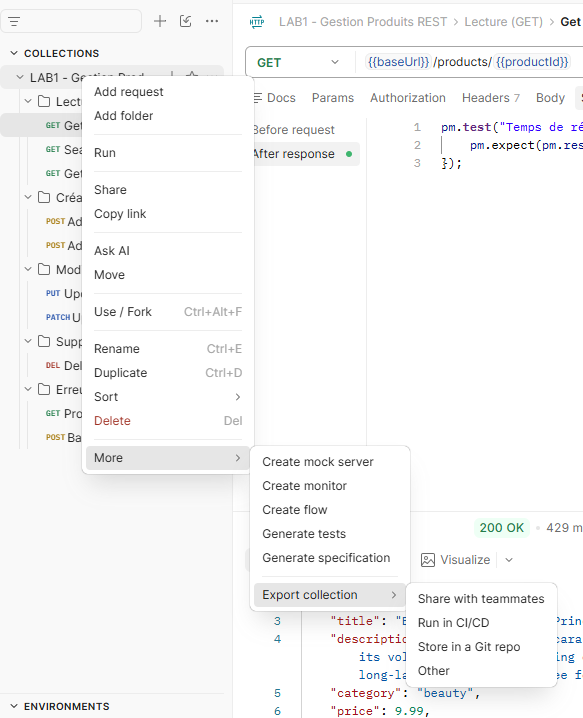 LAB1 - Gestion Produits REST > Lecture (GET) > Get
COLLECTIONS
LAB1 - Gestion Prod
Lect
GET Get
GET Sea
GET Get
Créa
POST Ad
POST Ad
Mod
PUT Up
PATCH U
Supp
DEL Del
Erreu
GET Pro
POST Ba
Add request
Add folder
Run
Share
Copy link
Ask AI
Move
Use / Fork Ctrl+Alt+F
Rename Ctrl+E
Duplicate Ctrl+D
Sort
Delete Del
More
Create mock server
Create monitor
Create flow
Generate tests
Generate specification
Export collection
Share with teammates
Run in CI/CD
Store in a Git repo
Other
GET {{baseUrl}} /products/ {{productId}}
Docs Params Authorization Headers 7 Body S
Before request
After response
1 pm.test("Temps de ré
2 pm.expect(pm.res
3 });
200 OK • 429 m
Visualize
3 "title": "E Princ
4 "descriptio cara
its vol ing
long-la ee f
5 "category": "beauty",
6 "price": 9.99,
ENVIRONMENTS